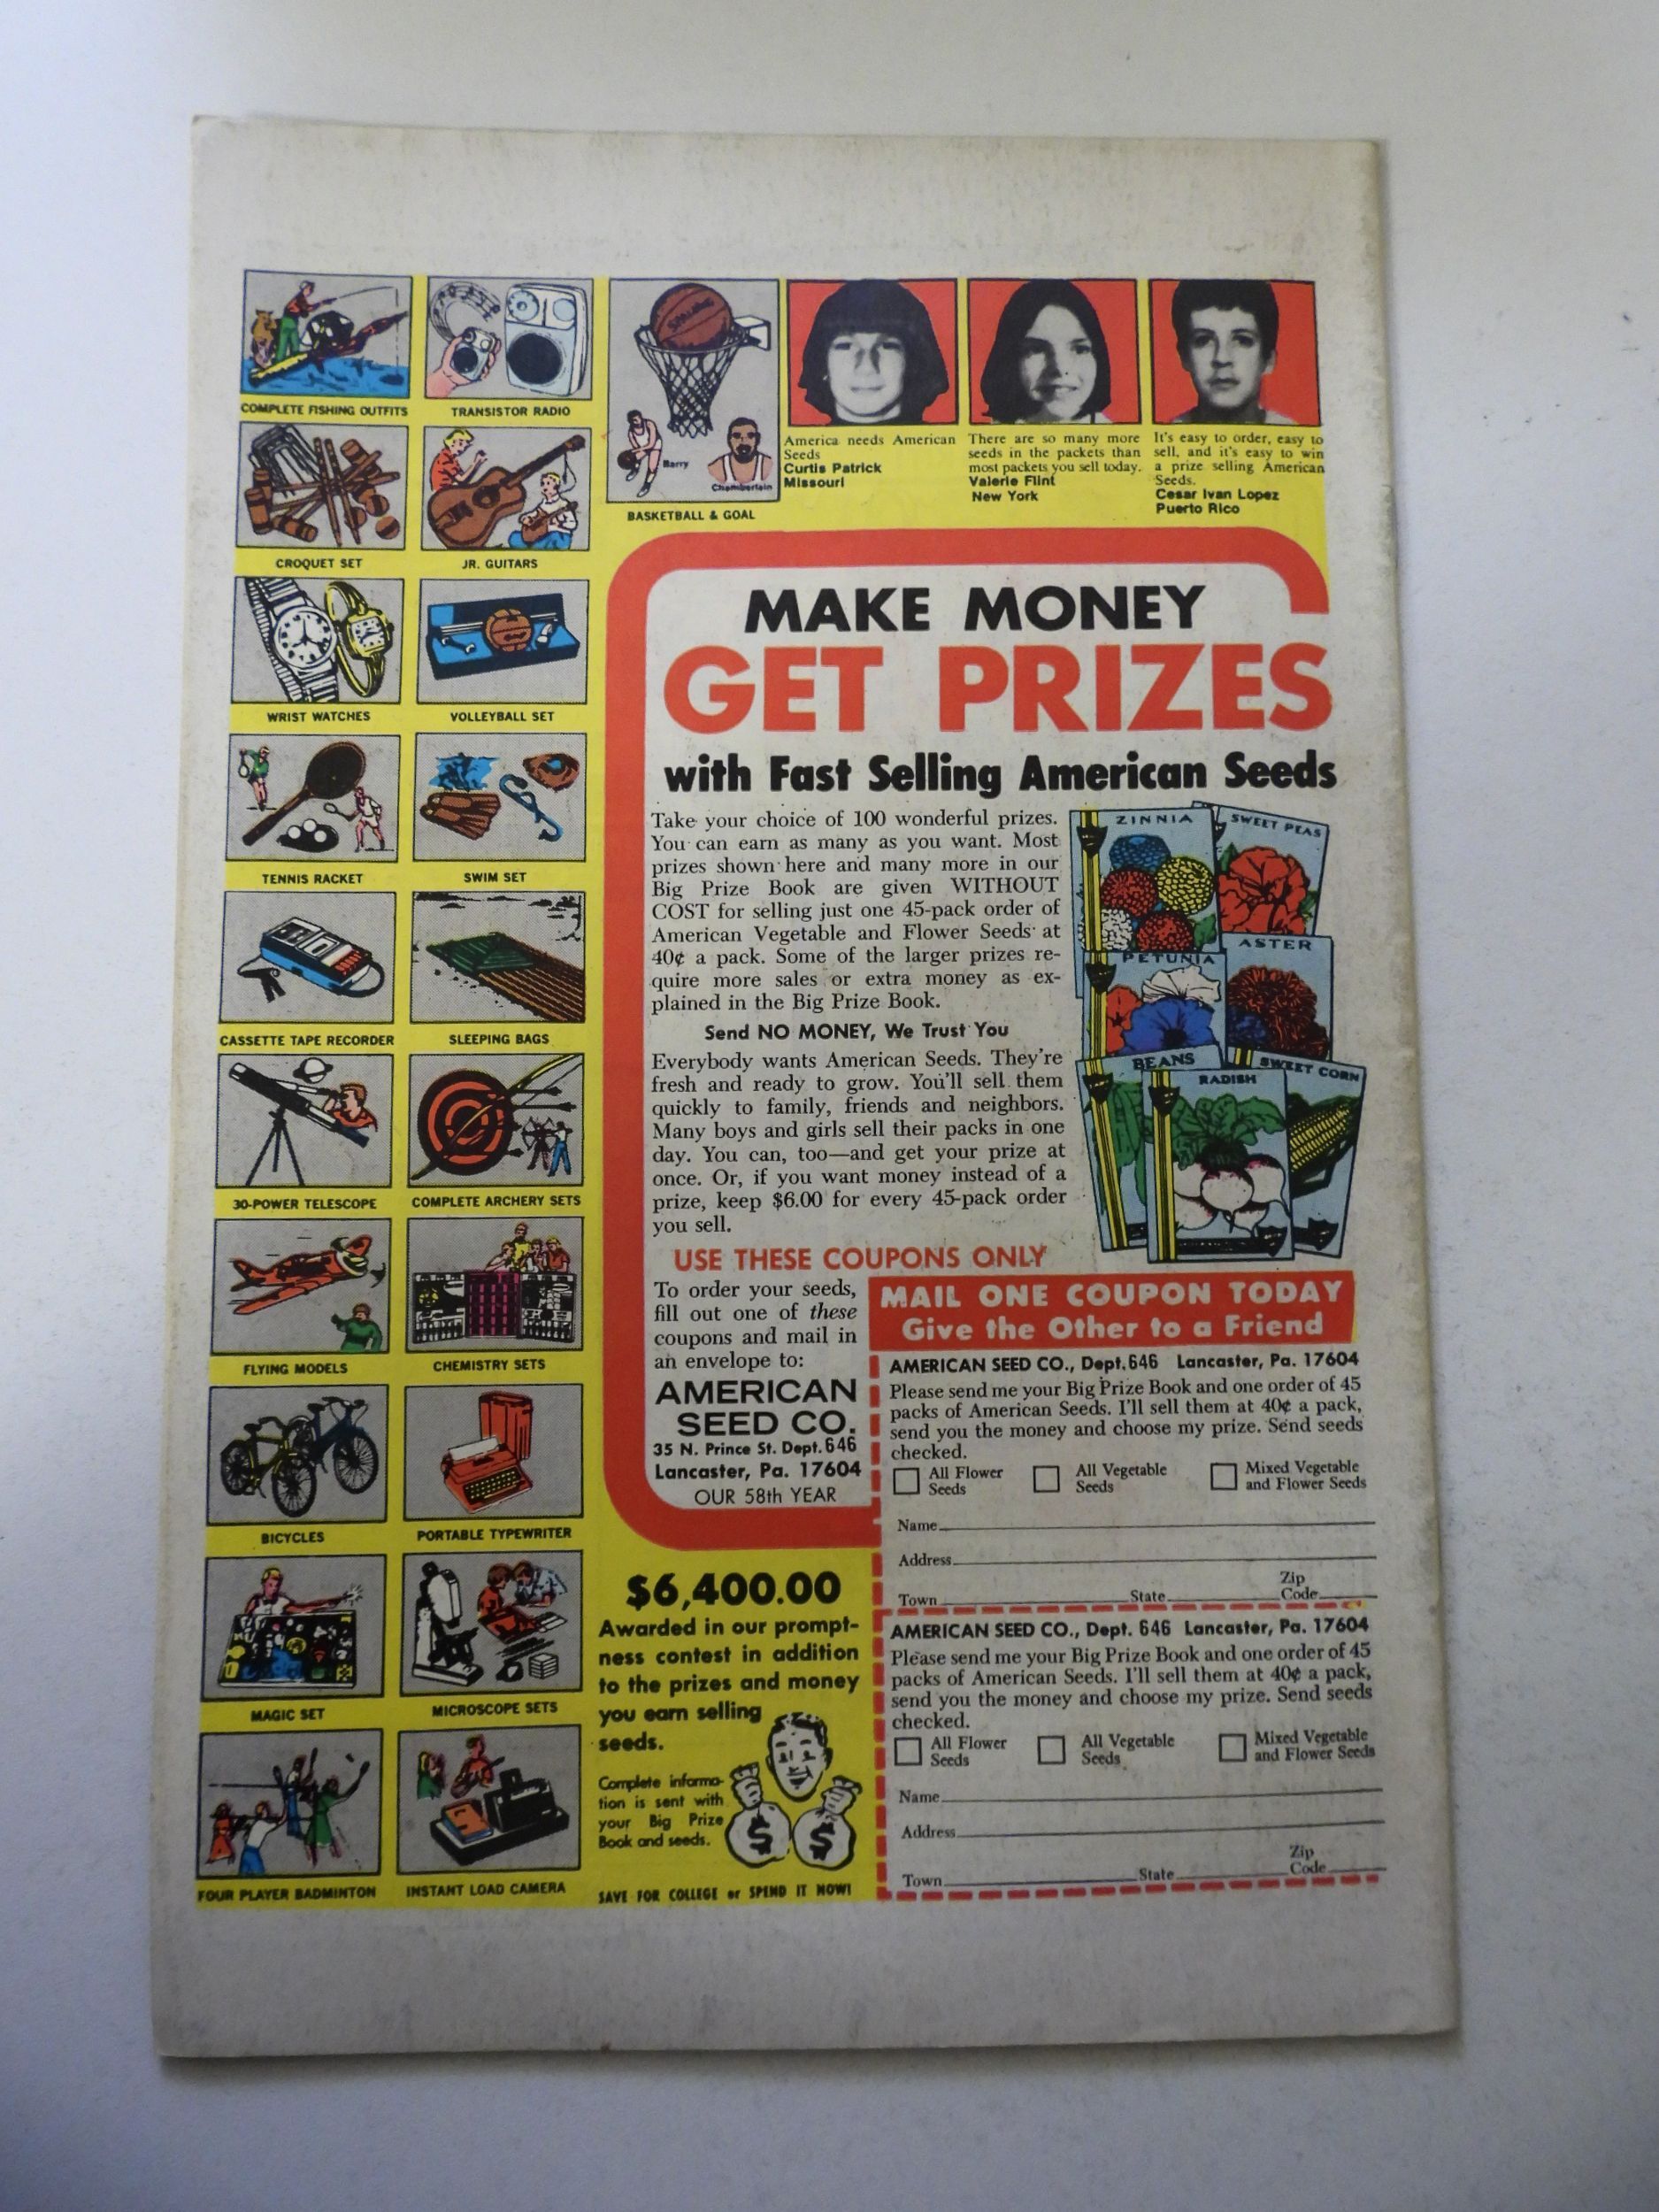 COMPLETE FISHING OUTFITS
TRANSISTOR RADIO
CROQUET SET
JR. GUITARS
WRIST WATCHES
VOLLEYBALL SET
TENNIS RACKET
SWIM SET
CASSETTE TAPE RECORDER
SLEEPING BAGS
30-POWER TELESCOPE
COMPLETE ARCHERY SETS
FLYING MODELS
CHEMISTRY SETS
BICYCLES
PORTABLE TYPEWRITER
MAGIC SET
MICROSCOPE SETS
FOUR PLAYER BADMINTON
INSTANT LOAD CAMERA
SPALDING
Barry
Chamberlain
BASKETBALL & GOAL
America needs American
Seeds
Curtis Patrick
Missouri
There are so many more
seeds in the packets than
most packets you sell today.
Valerie Flint
New York
It's easy to order, easy to
sell, and it's easy to win
a prize selling American
Seeds.
Cesar Ivan Lopez
Puerto Rico
MAKE MONEY
GET PRIZES
with Fast Selling American Seeds
Take your choice of 100 wonderful prizes.
You can earn as many as you want. Most
prizes shown here and many more in our
Big Prize Book are given WITHOUT
COST for selling just one 45-pack order of
American Vegetable and Flower Seeds at
40¢ a pack. Some of the larger prizes re-
quire more sales or extra money as ex-
plained in the Big Prize Book.
Send NO MONEY, We Trust You
Everybody wants American Seeds. They're
fresh and ready to grow. You'll sell them
quickly to family, friends and neighbors.
Many boys and girls sell their packs in one
day. You can, too—and get your prize at
once. Or, if you want money instead of a
prize, keep $6.00 for every 45-pack order
you sell.
ZINNIA
SWEET PEAS
ASTER
PETUNIA
BEANS
SWEET CORN
RADISH
USE THESE COUPONS ONLY
To order your seeds,
fill out one of these
coupons and mail in
an envelope to:
AMERICAN
SEED CO.
35 N. Prince St. Dept. 646
Lancaster, Pa. 17604
OUR 58th YEAR
MAIL ONE COUPON TODAY
Give the Other to a Friend
AMERICAN SEED CO., Dept. 646 Lancaster, Pa. 17604
Please send me your Big Prize Book and one order of 45
packs of American Seeds. I'll sell them at 40¢ a pack,
send you the money and choose my prize. Send seeds
checked.
All Flower
Seeds
All Vegetable
Seeds
Mixed Vegetable
and Flower Seeds
Name
Address
Town State Zip
Code
AMERICAN SEED CO., Dept. 646 Lancaster, Pa. 17604
Please send me your Big Prize Book and one order of 45
packs of American Seeds. I'll sell them at 40¢ a pack,
send you the money and choose my prize. Send seeds
checked.
All Flower
Seeds
All Vegetable
Seeds
Mixed Vegetable
and Flower Seeds
Name
Address
Town State Zip
Code
$6,400.00
Awarded in our prompt-
ness contest in addition
to the prizes and money
you earn selling
seeds.
Complete informa-
tion is sent with
your Big Prize
Book and seeds.
$ $
SAVE FOR COLLEGE or SPEND IT NOW!